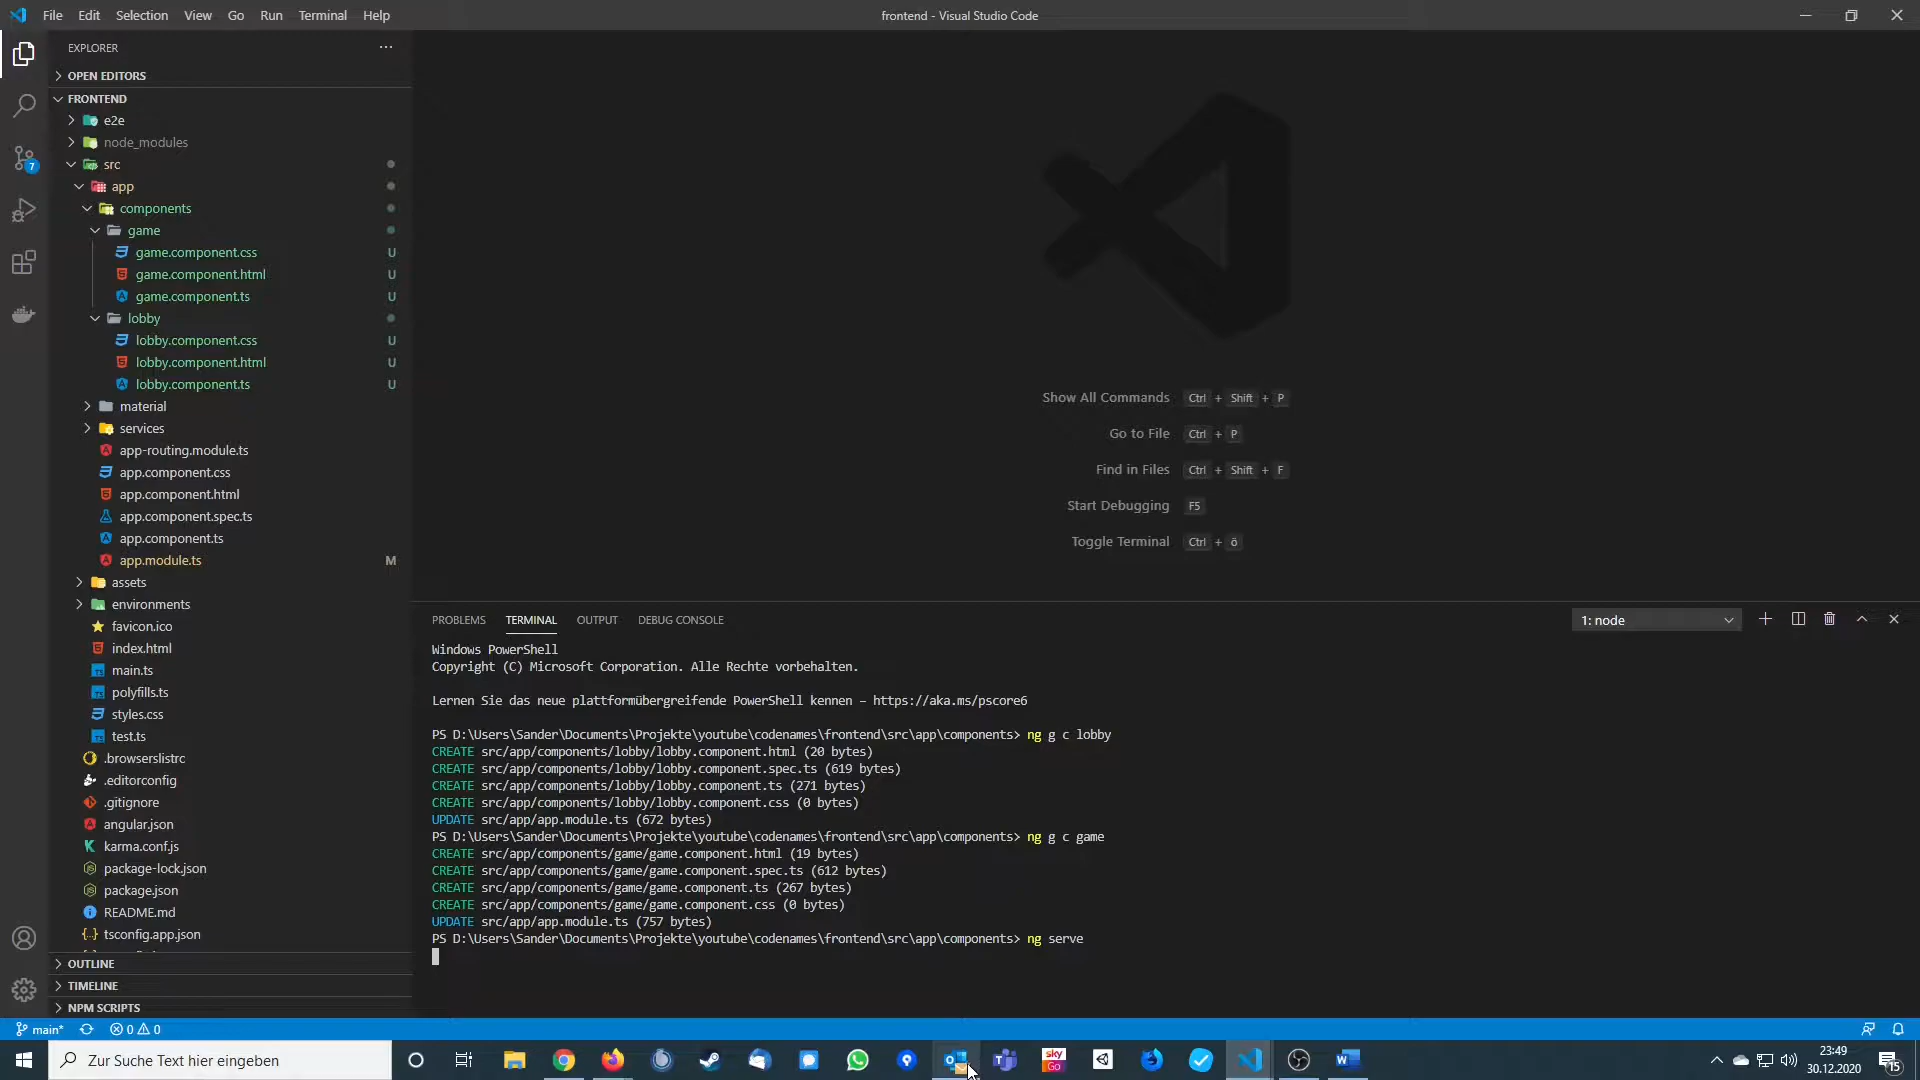 File Edit Selection View Go Run Terminal Help
frontend - Visual Studio Code
EXPLORER
OPEN EDITORS
FRONTEND
e2e
node_modules
src
app
components
game
game.component.css U
game.component.html U
game.component.ts U
lobby
lobby.component.css U
lobby.component.html U
lobby.component.ts U
material
services
app-routing.module.ts
app.component.css
app.component.html
app.component.spec.ts
app.component.ts
app.module.ts M
assets
environments
favicon.ico
index.html
main.ts
polyfills.ts
styles.css
test.ts
.browserslistrc
.editorconfig
.gitignore
angular.json
karma.conf.js
package-lock.json
package.json
README.md
tsconfig.app.json
OUTLINE
TIMELINE
NPM SCRIPTS
7
Show All Commands Ctrl + Shift + P
Go to File Ctrl + P
Find in Files Ctrl + Shift + F
Start Debugging F5
Toggle Terminal Ctrl + ö
PROBLEMS TERMINAL OUTPUT DEBUG CONSOLE
1: node
Windows PowerShell
Copyright (C) Microsoft Corporation. Alle Rechte vorbehalten.
Lernen Sie das neue plattformübergreifende PowerShell kennen – https://aka.ms/pscore6
PS D:\Users\Sander\Documents\Projekte\youtube\codenames\frontend\src\app\components> ng g c lobby
CREATE src/app/components/lobby/lobby.component.html (20 bytes)
CREATE src/app/components/lobby/lobby.component.spec.ts (619 bytes)
CREATE src/app/components/lobby/lobby.component.ts (271 bytes)
CREATE src/app/components/lobby/lobby.component.css (0 bytes)
UPDATE src/app/app.module.ts (672 bytes)
PS D:\Users\Sander\Documents\Projekte\youtube\codenames\frontend\src\app\components> ng g c game
CREATE src/app/components/game/game.component.html (19 bytes)
CREATE src/app/components/game/game.component.spec.ts (612 bytes)
CREATE src/app/components/game/game.component.ts (267 bytes)
CREATE src/app/components/game/game.component.css (0 bytes)
UPDATE src/app/app.module.ts (757 bytes)
PS D:\Users\Sander\Documents\Projekte\youtube\codenames\frontend\src\app\components> ng serve
main* 0 0
Zur Suche Text hier eingeben
sky
Go
23:49
30.12.2020
15